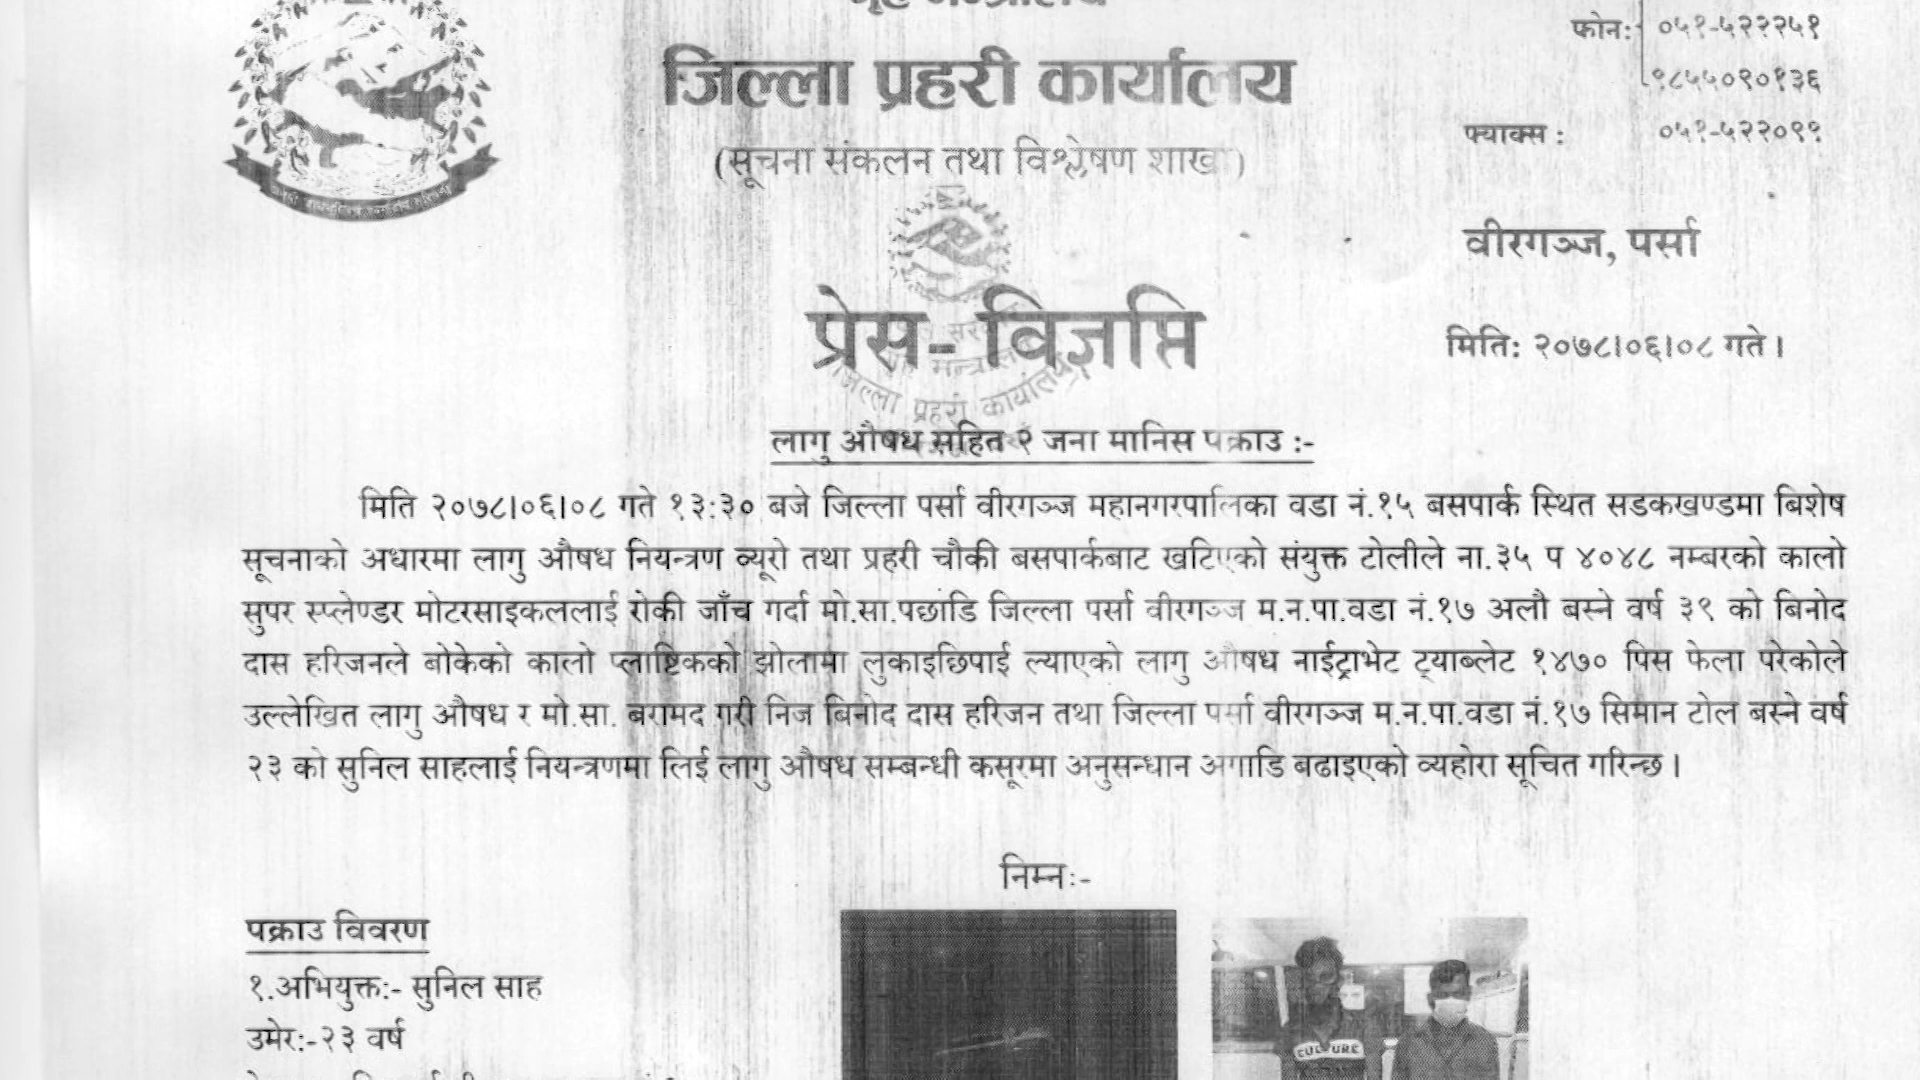 फोनः ०५१-५२२२५१
९८५५०९०१३६
जिल्ला प्रहरी कार्यालय
फ्याक्स : ०५१-५२२०९९
(सूचना संकलन तथा विश्लेषण शाखा)
वीरगञ्ज, पर्सा
प्रेस- विज्ञप्ति
मितिः २०७८।०६।०८ गते ।
जिल्ला प्रहरी कार्यालय
लागु औषध सहित २ जना मानिस पक्राउ :-
मिति २०७८।०६।०८ गते १३:३० बजे जिल्ला पर्सा वीरगञ्ज महानगरपालिका वडा नं.१५ बसपार्क स्थित सडकखण्डमा बिशेष
सूचनाको अधारमा लागु औषध नियन्त्रण व्यूरो तथा प्रहरी चौकी बसपार्कबाट खटिएको संयुक्त टोलीले ना.३५ प ४०४८ नम्बरको कालो
सुपर स्प्लेण्डर मोटरसाइकललाई रोकी जाँच गर्दा मो.सा.पछाडि जिल्ला पर्सा वीरगञ्ज म.न.पा.वडा नं.१७ अलौ बस्ने वर्ष ३९ को बिनोद
दास हरिजनले बोकेको कालो प्लाष्टिकको झोलामा लुकाइछिपाई ल्याएको लागु औषध नाईट्राभेट ट्याब्लेट १४७० पिस फेला परेकोले
उल्लेखित लागु औषध र मो.सा. बरामद गरी निज बिनोद दास हरिजन तथा जिल्ला पर्सा वीरगञ्ज म.न.पा.वडा नं.१७ सिमान टोल बस्ने वर्ष
२३ को सुनिल साहलाई नियन्त्रणमा लिई लागु औषध सम्बन्धी कसूरमा अनुसन्धान अगाडि बढाइएको व्यहोरा सूचित गरिन्छ ।
निम्नः-
पक्राउ विवरण
१.अभियुक्तः- सुनिल साह
उमेरः-२३ वर्ष
CULTURE